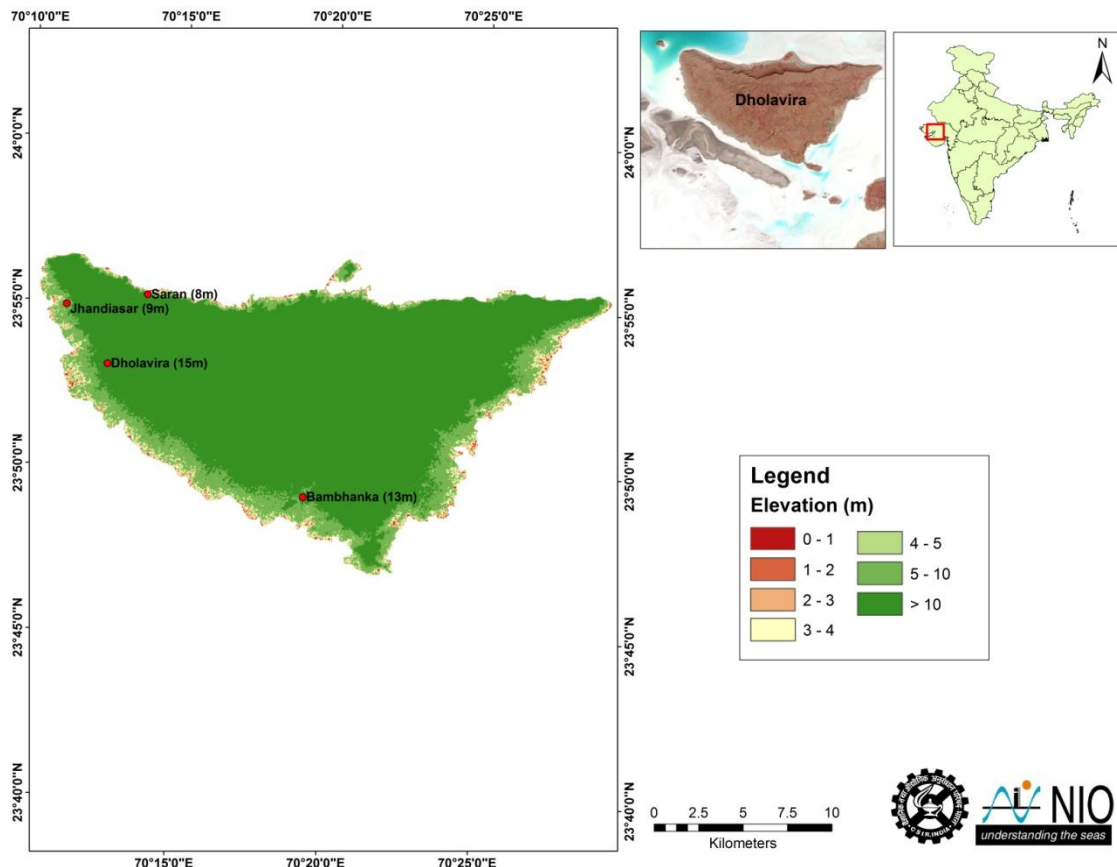 70°10'0"E
70°15'0"E
70°20'0"E
70°25'0"E
24°0'0"N
23°55'0"N
23°50'0"N
23°45'0"N
23°40'0"N
Saran (8m)
Jhandiasar (9m)
Dholavira (15m)
Bambhanka (13m)
24°0'0"N
23°55'0"N
23°50'0"N
23°45'0"N
23°40'0"N
70°15'0"E
70°20'0"E
70°25'0"E
Dholavira
N
Legend
Elevation (m)
0 - 1
1 - 2
2 - 3
3 - 4
4 - 5
5 - 10
> 10
0 2.5 5 7.5 10
Kilometers
CSIR, INDIA
NIO
understanding the seas